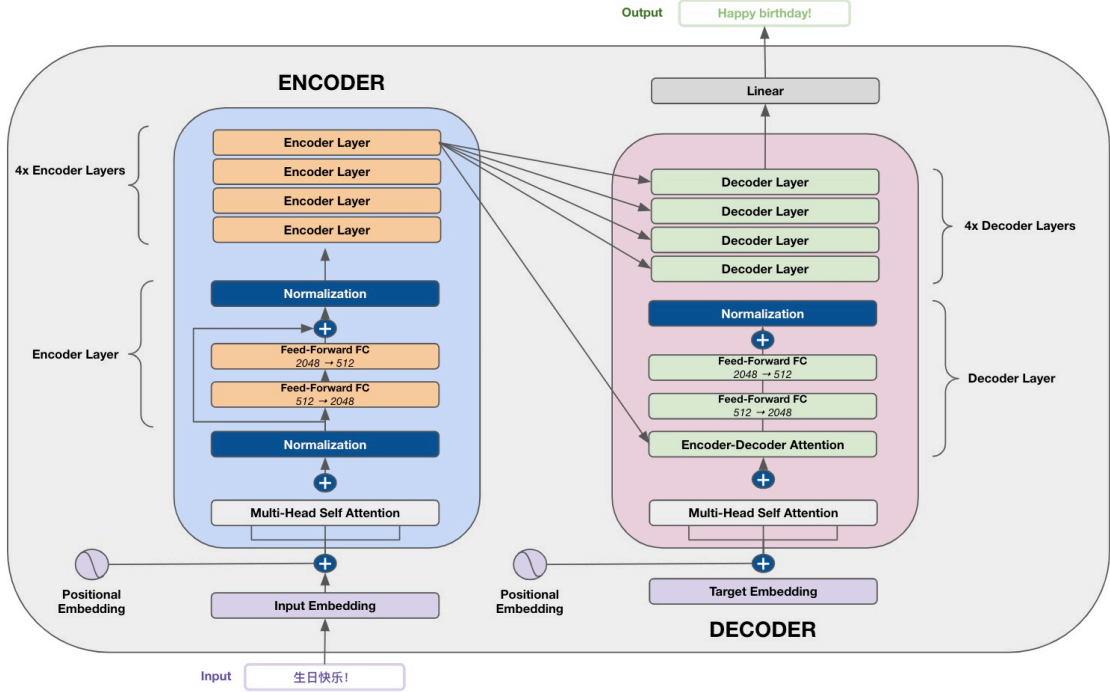 Output
Happy birthday!
ENCODER
Linear
4x Encoder Layers
Encoder Layer
Encoder Layer
Encoder Layer
Encoder Layer
Decoder Layer
Decoder Layer
Decoder Layer
Decoder Layer
4x Decoder Layers
Encoder Layer
Normalization
Feed-Forward FC
2048 → 512
Feed-Forward FC
512 → 2048
Normalization
Multi-Head Self Attention
Positional
Embedding
Input Embedding
Input
生日快乐！
Normalization
Feed-Forward FC
2048 → 512
Feed-Forward FC
512 → 2048
Encoder-Decoder Attention
Decoder Layer
Multi-Head Self Attention
Positional
Embedding
Target Embedding
DECODER